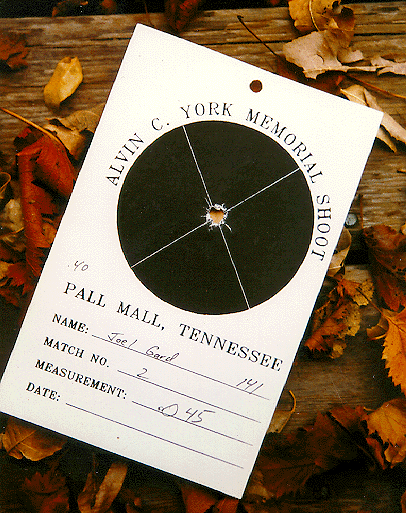 ALVIN C. YORK MEMORIAL SHOOT
.40
PALL MALL, TENNESSEE
NAME: Joel Gard 141
MATCH NO. 2
MEASUREMENT: .045
DATE: